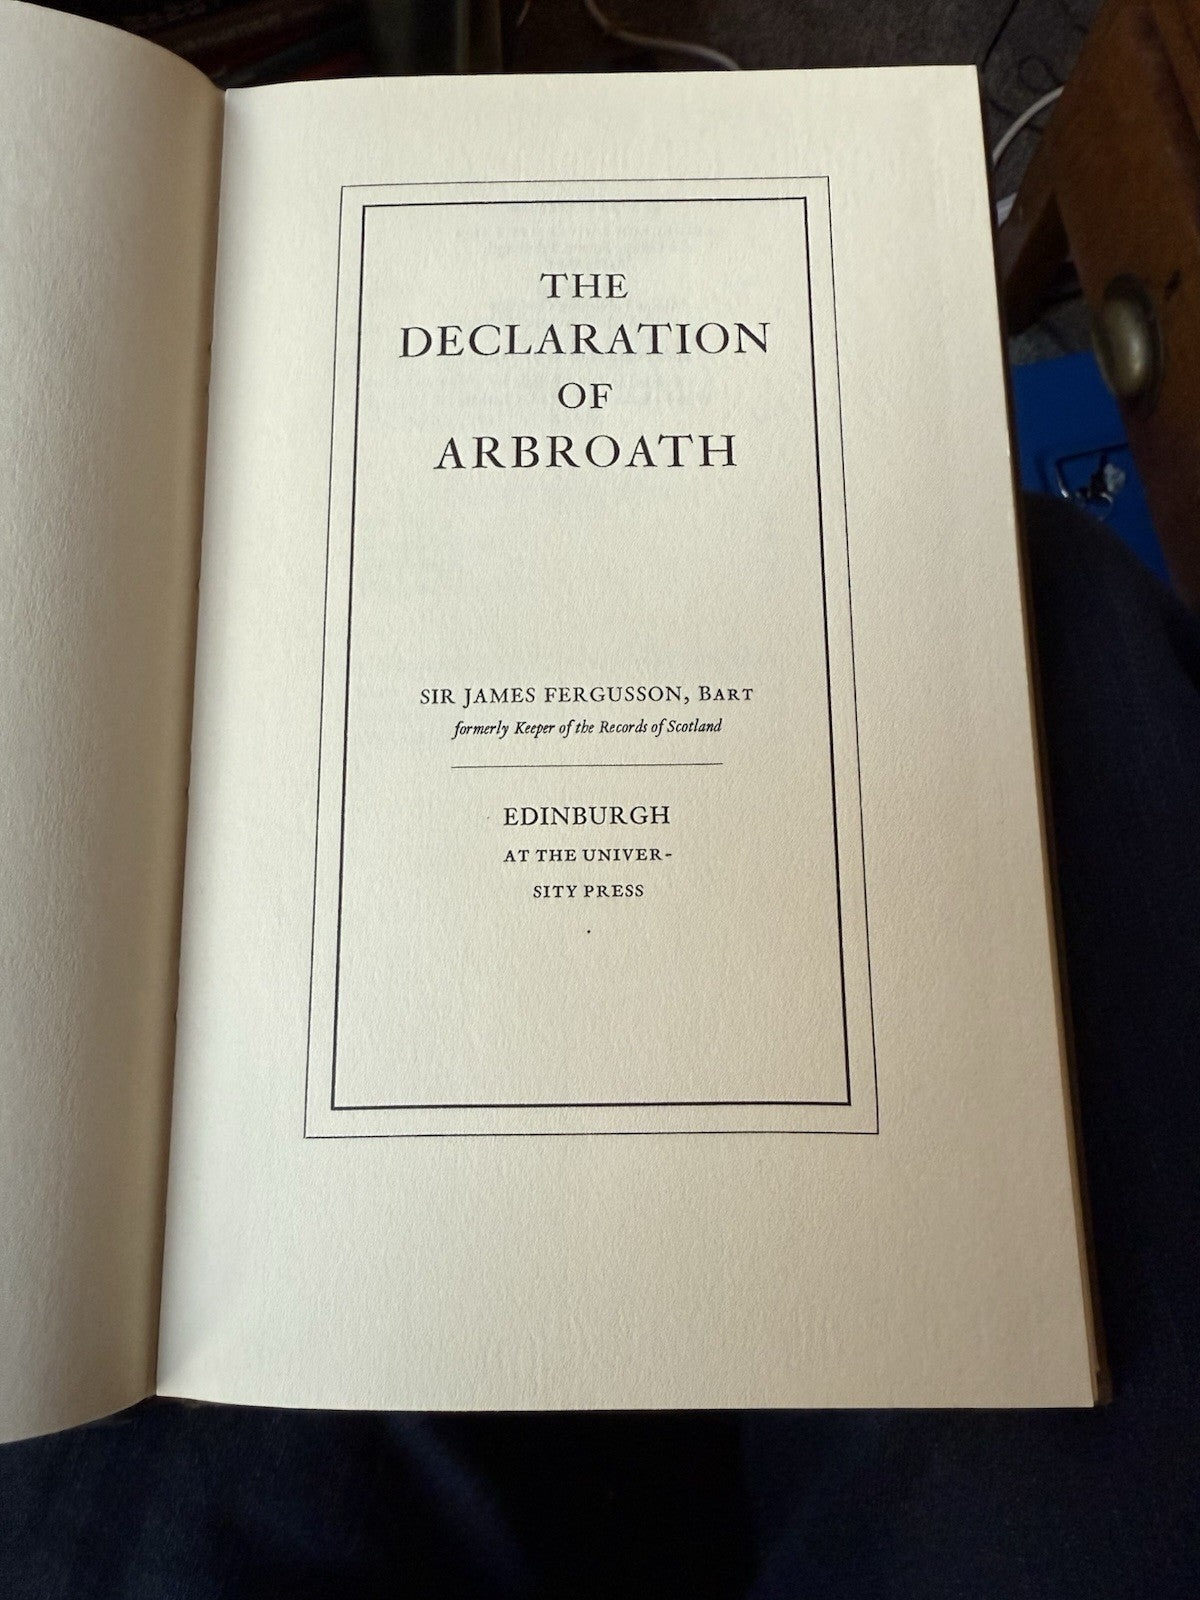 THE
DECLARATION
OF
ARBROATH
SIR JAMES FERGUSSON, BART
formerly Keeper of the Records of Scotland
EDINBURGH
AT THE UNIVER-
SITY PRESS
.